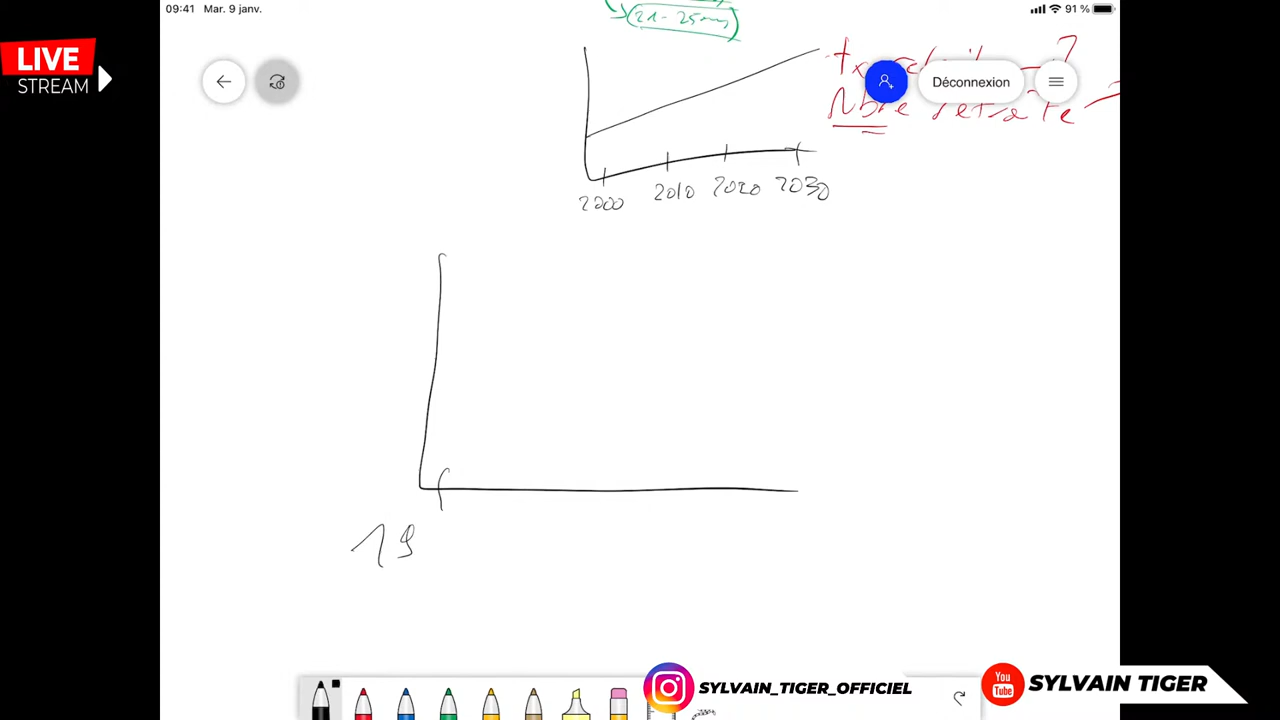 09:41 Mar. 9 janv. 91 %
LIVE
STREAM
(21-25ans)
Déconnexion
Nbre retraite
2000 2010 2020 2030
19
SYLVAIN_TIGER_OFFICIEL
You
Tube
SYLVAIN TIGER